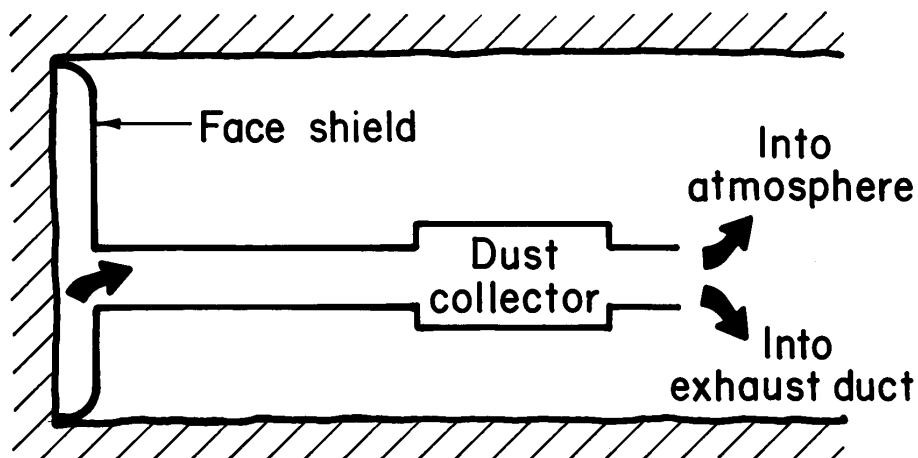 Face shield
Into
atmosphere
Dust
collector
Into
exhaust duct